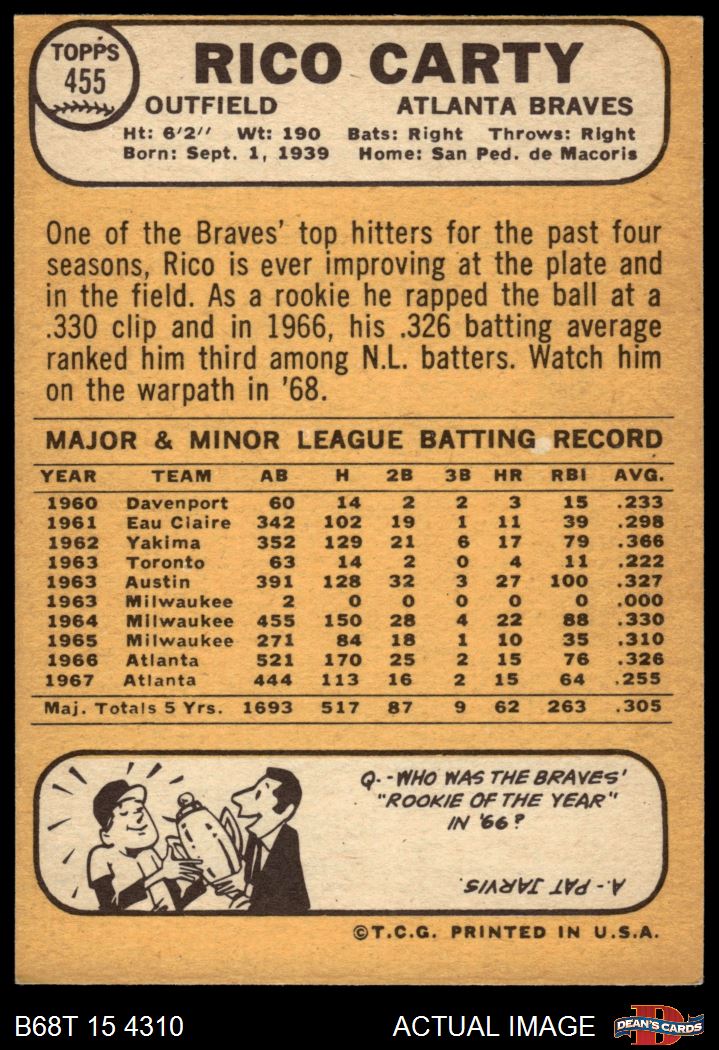 TOPPS
455
RICO CARTY
OUTFIELD ATLANTA BRAVES
Ht: 6'2'' Wt: 190 Bats: Right Throws: Right
Born: Sept. 1, 1939 Home: San Ped. de Macoris
One of the Braves' top hitters for the past four
seasons, Rico is ever improving at the plate and
in the field. As a rookie he rapped the ball at a
.330 clip and in 1966, his .326 batting average
ranked him third among N.L. batters. Watch him
on the warpath in '68.
MAJOR & MINOR LEAGUE BATTING RECORD
YEAR TEAM AB H 2B 3B HR RBI AVG.
1960 Davenport 60 14 2 2 3 15 .233
1961 Eau Claire 342 102 19 1 11 39 .298
1962 Yakima 352 129 21 6 17 79 .366
1963 Toronto 63 14 2 0 4 11 .222
1963 Austin 391 128 32 3 27 100 .327
1963 Milwaukee 2 0 0 0 0 0 .000
1964 Milwaukee 455 150 28 4 22 88 .330
1965 Milwaukee 271 84 18 1 10 35 .310
1966 Atlanta 521 170 25 2 15 76 .326
1967 Atlanta 444 113 16 2 15 64 .255
Maj. Totals 5 Yrs. 1693 517 87 9 62 263 .305
Q.-WHO WAS THE BRAVES'
"ROOKIE OF THE YEAR"
IN '66?
A.- PAT JARVIS.
©T.C.G. PRINTED IN U.S.A.
B68T 15 4310 ACTUAL IMAGE DEAN'S CARDS